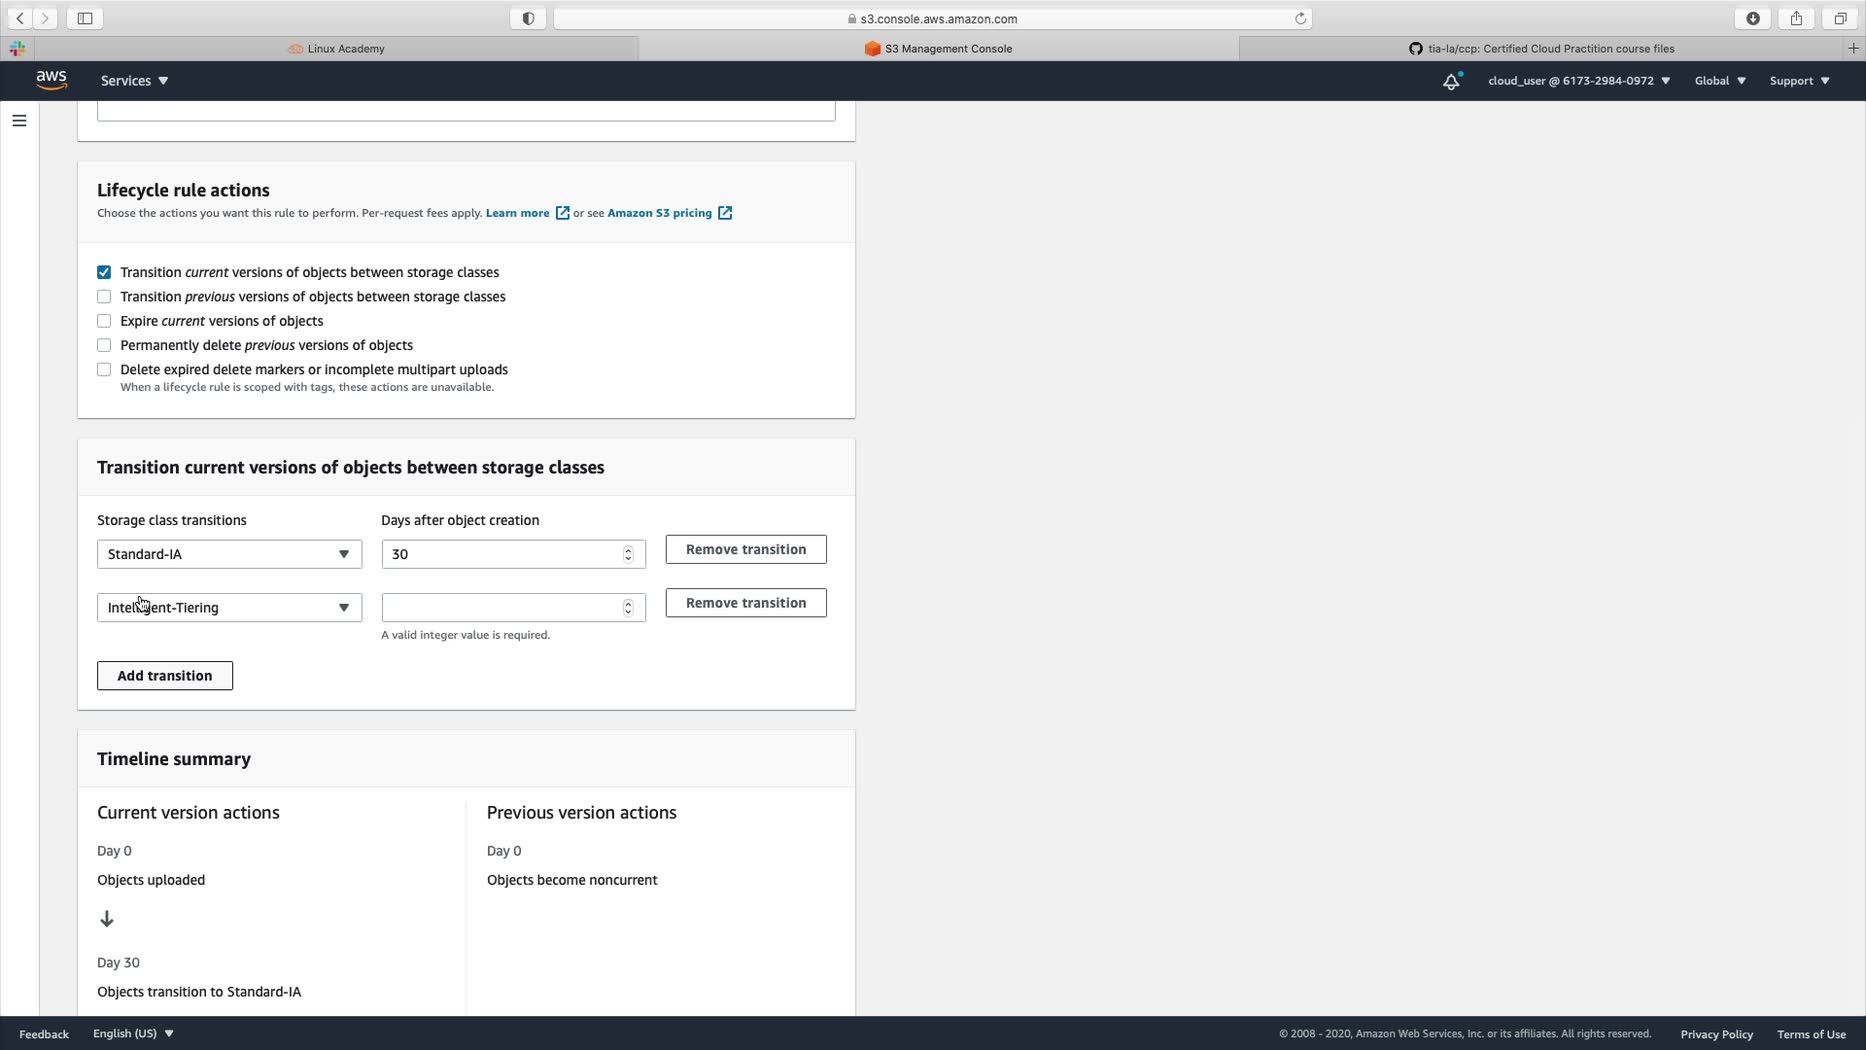 s3.console.aws.amazon.com
Linux Academy
S3 Management Console
tia-la/ccp: Certified Cloud Practition course files
aws
Services
cloud_user @ 6173-2984-0972
Global
Support
Lifecycle rule actions
Choose the actions you want this rule to perform. Per-request fees apply. Learn more or see Amazon S3 pricing
Transition current versions of objects between storage classes
Transition previous versions of objects between storage classes
Expire current versions of objects
Permanently delete previous versions of objects
Delete expired delete markers or incomplete multipart uploads
When a lifecycle rule is scoped with tags, these actions are unavailable.
Transition current versions of objects between storage classes
Storage class transitions
Days after object creation
Standard-IA
30
Remove transition
Intelligent-Tiering
Remove transition
A valid integer value is required.
Add transition
Timeline summary
Current version actions
Previous version actions
Day 0
Day 0
Objects uploaded
Objects become noncurrent
Day 30
Objects transition to Standard-IA
Feedback
English (US)
© 2008 - 2020, Amazon Web Services, Inc. or its affiliates. All rights reserved.
Privacy Policy
Terms of Use